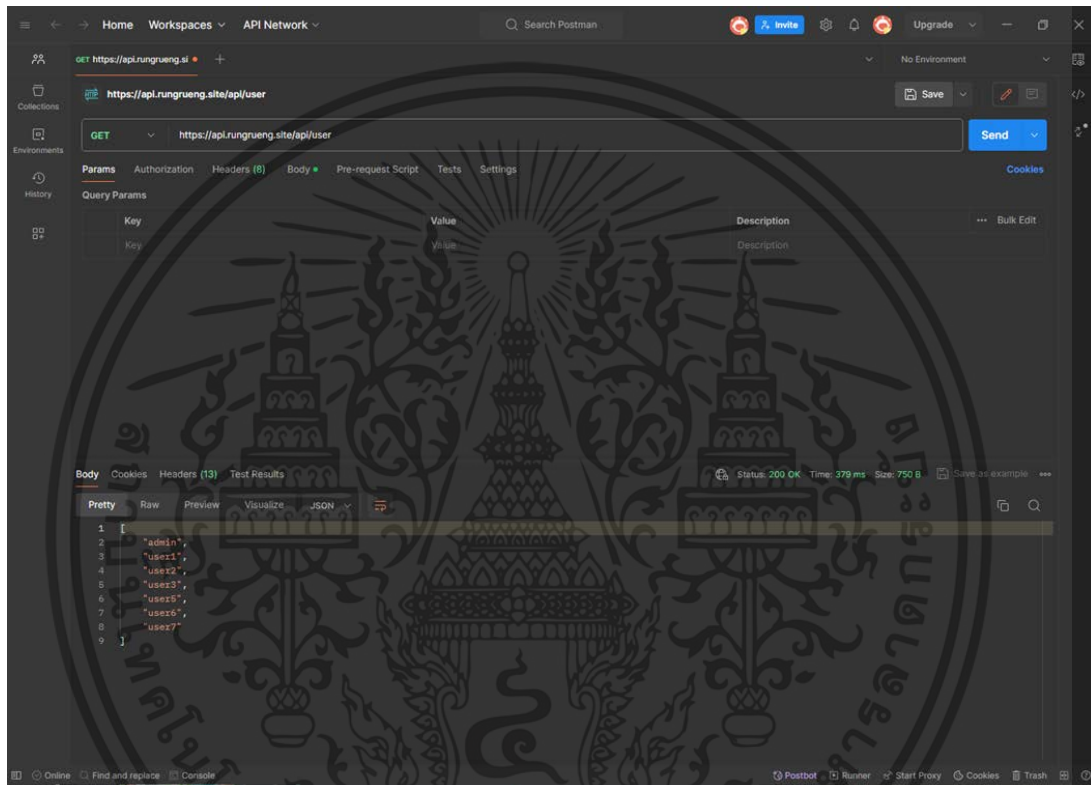 Home Workspaces API Network Search Postman Invite Upgrade
GET https://api.rungrueng.si No Environment
HTTP https://api.rungrueng.site/api/user Save
Collections
GET https://api.rungrueng.site/api/user Send
Environments
Params Authorization Headers (8) Body Pre-request Script Tests Settings Cookies
History
Query Params
Key Value Description ••• Bulk Edit
Key Value Description
Body Cookies Headers (13) Test Results Status: 200 OK Time: 379 ms Size: 750 B Save as example •••
Pretty Raw Preview Visualize JSON
1 [
2 "admin",
3 "user1",
4 "user2",
5 "user3",
6 "user5",
7 "user6",
8 "user7"
9 ]
Online Find and replace Console Postbot Runner Start Proxy Cookies Trash